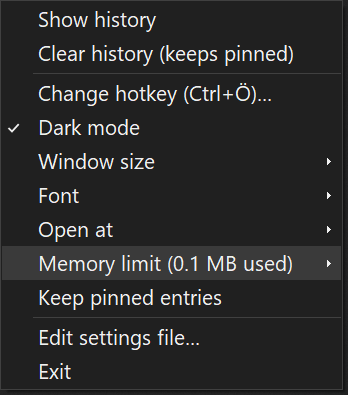 Show history
Clear history (keeps pinned)
Change hotkey (Ctrl+Ö)...
Dark mode
Window size
Font
Open at
Memory limit (0.1 MB used)
Keep pinned entries
Edit settings file...
Exit